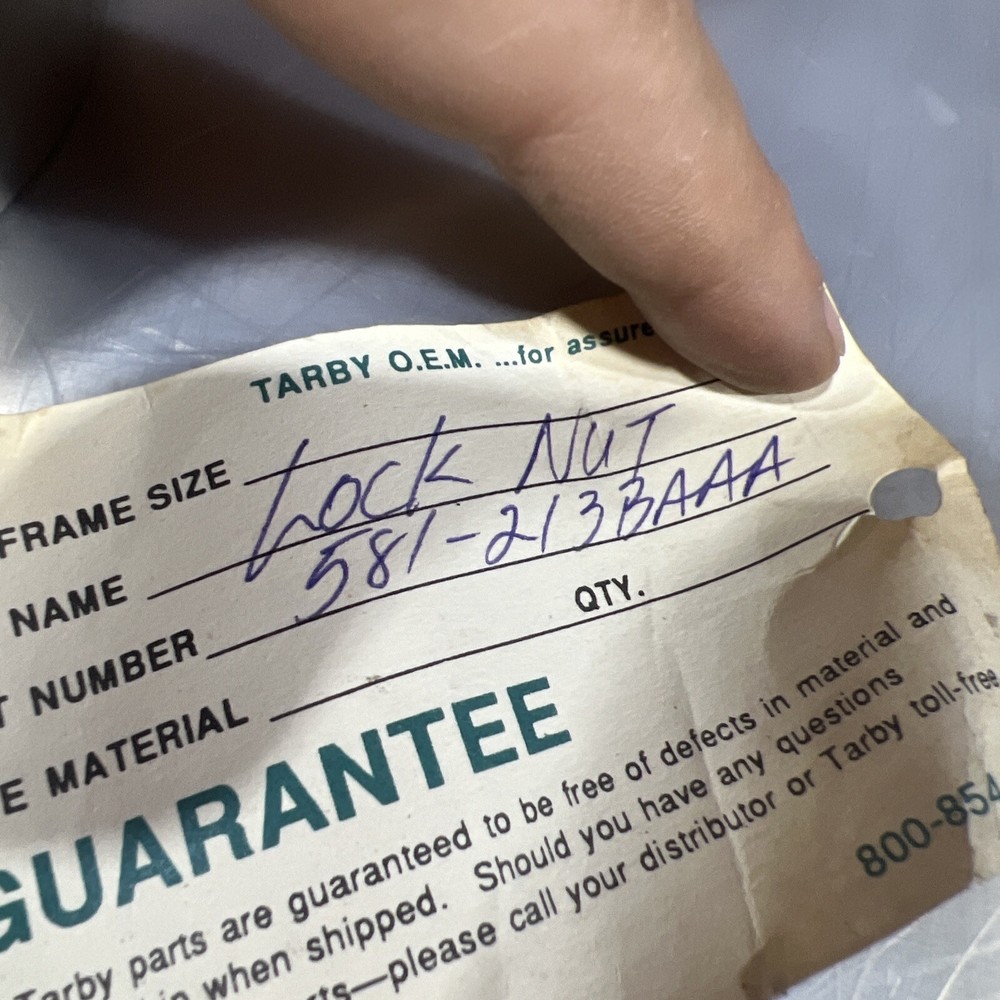 TARBY O.E.M. ...for assure
FRAME SIZE
NAME LOCK NUT
T NUMBER 581-213BAAA
E MATERIAL QTY.
GUARANTEE
Tarby parts are guaranteed to be free of defects in material and
when shipped. Should you have any questions
rts—please call your distributor or Tarby toll-free
800-854